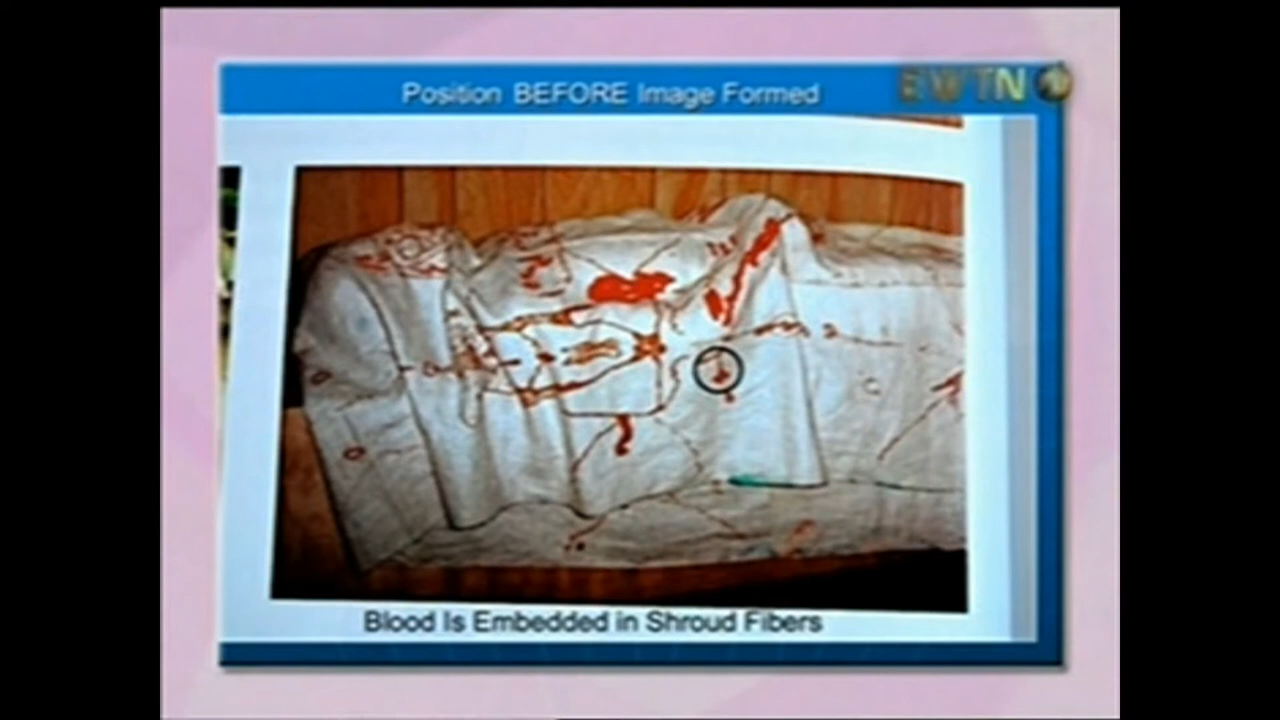 EWTN
Position BEFORE Image Formed
Blood Is Embedded in Shroud Fibers